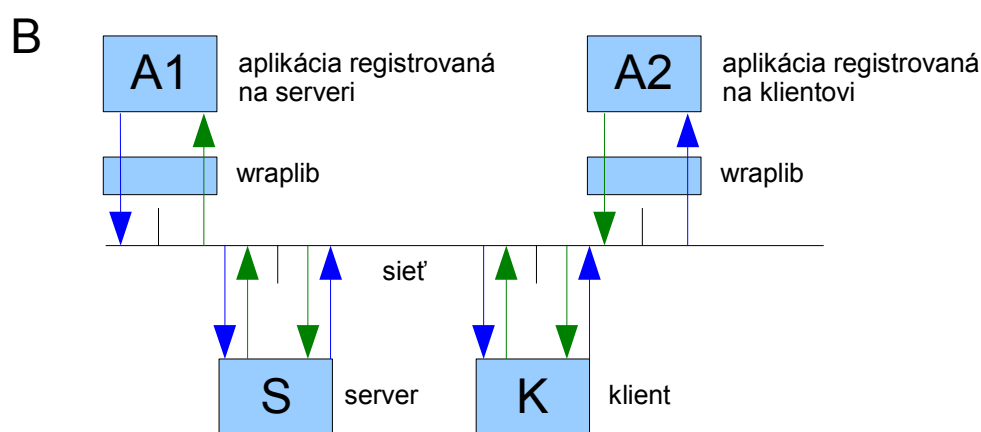 B
A1
aplikácia registrovaná
na serveri
A2
aplikácia registrovaná
na klientovi
wraplib
wraplib
sieť
S
server
K
klient